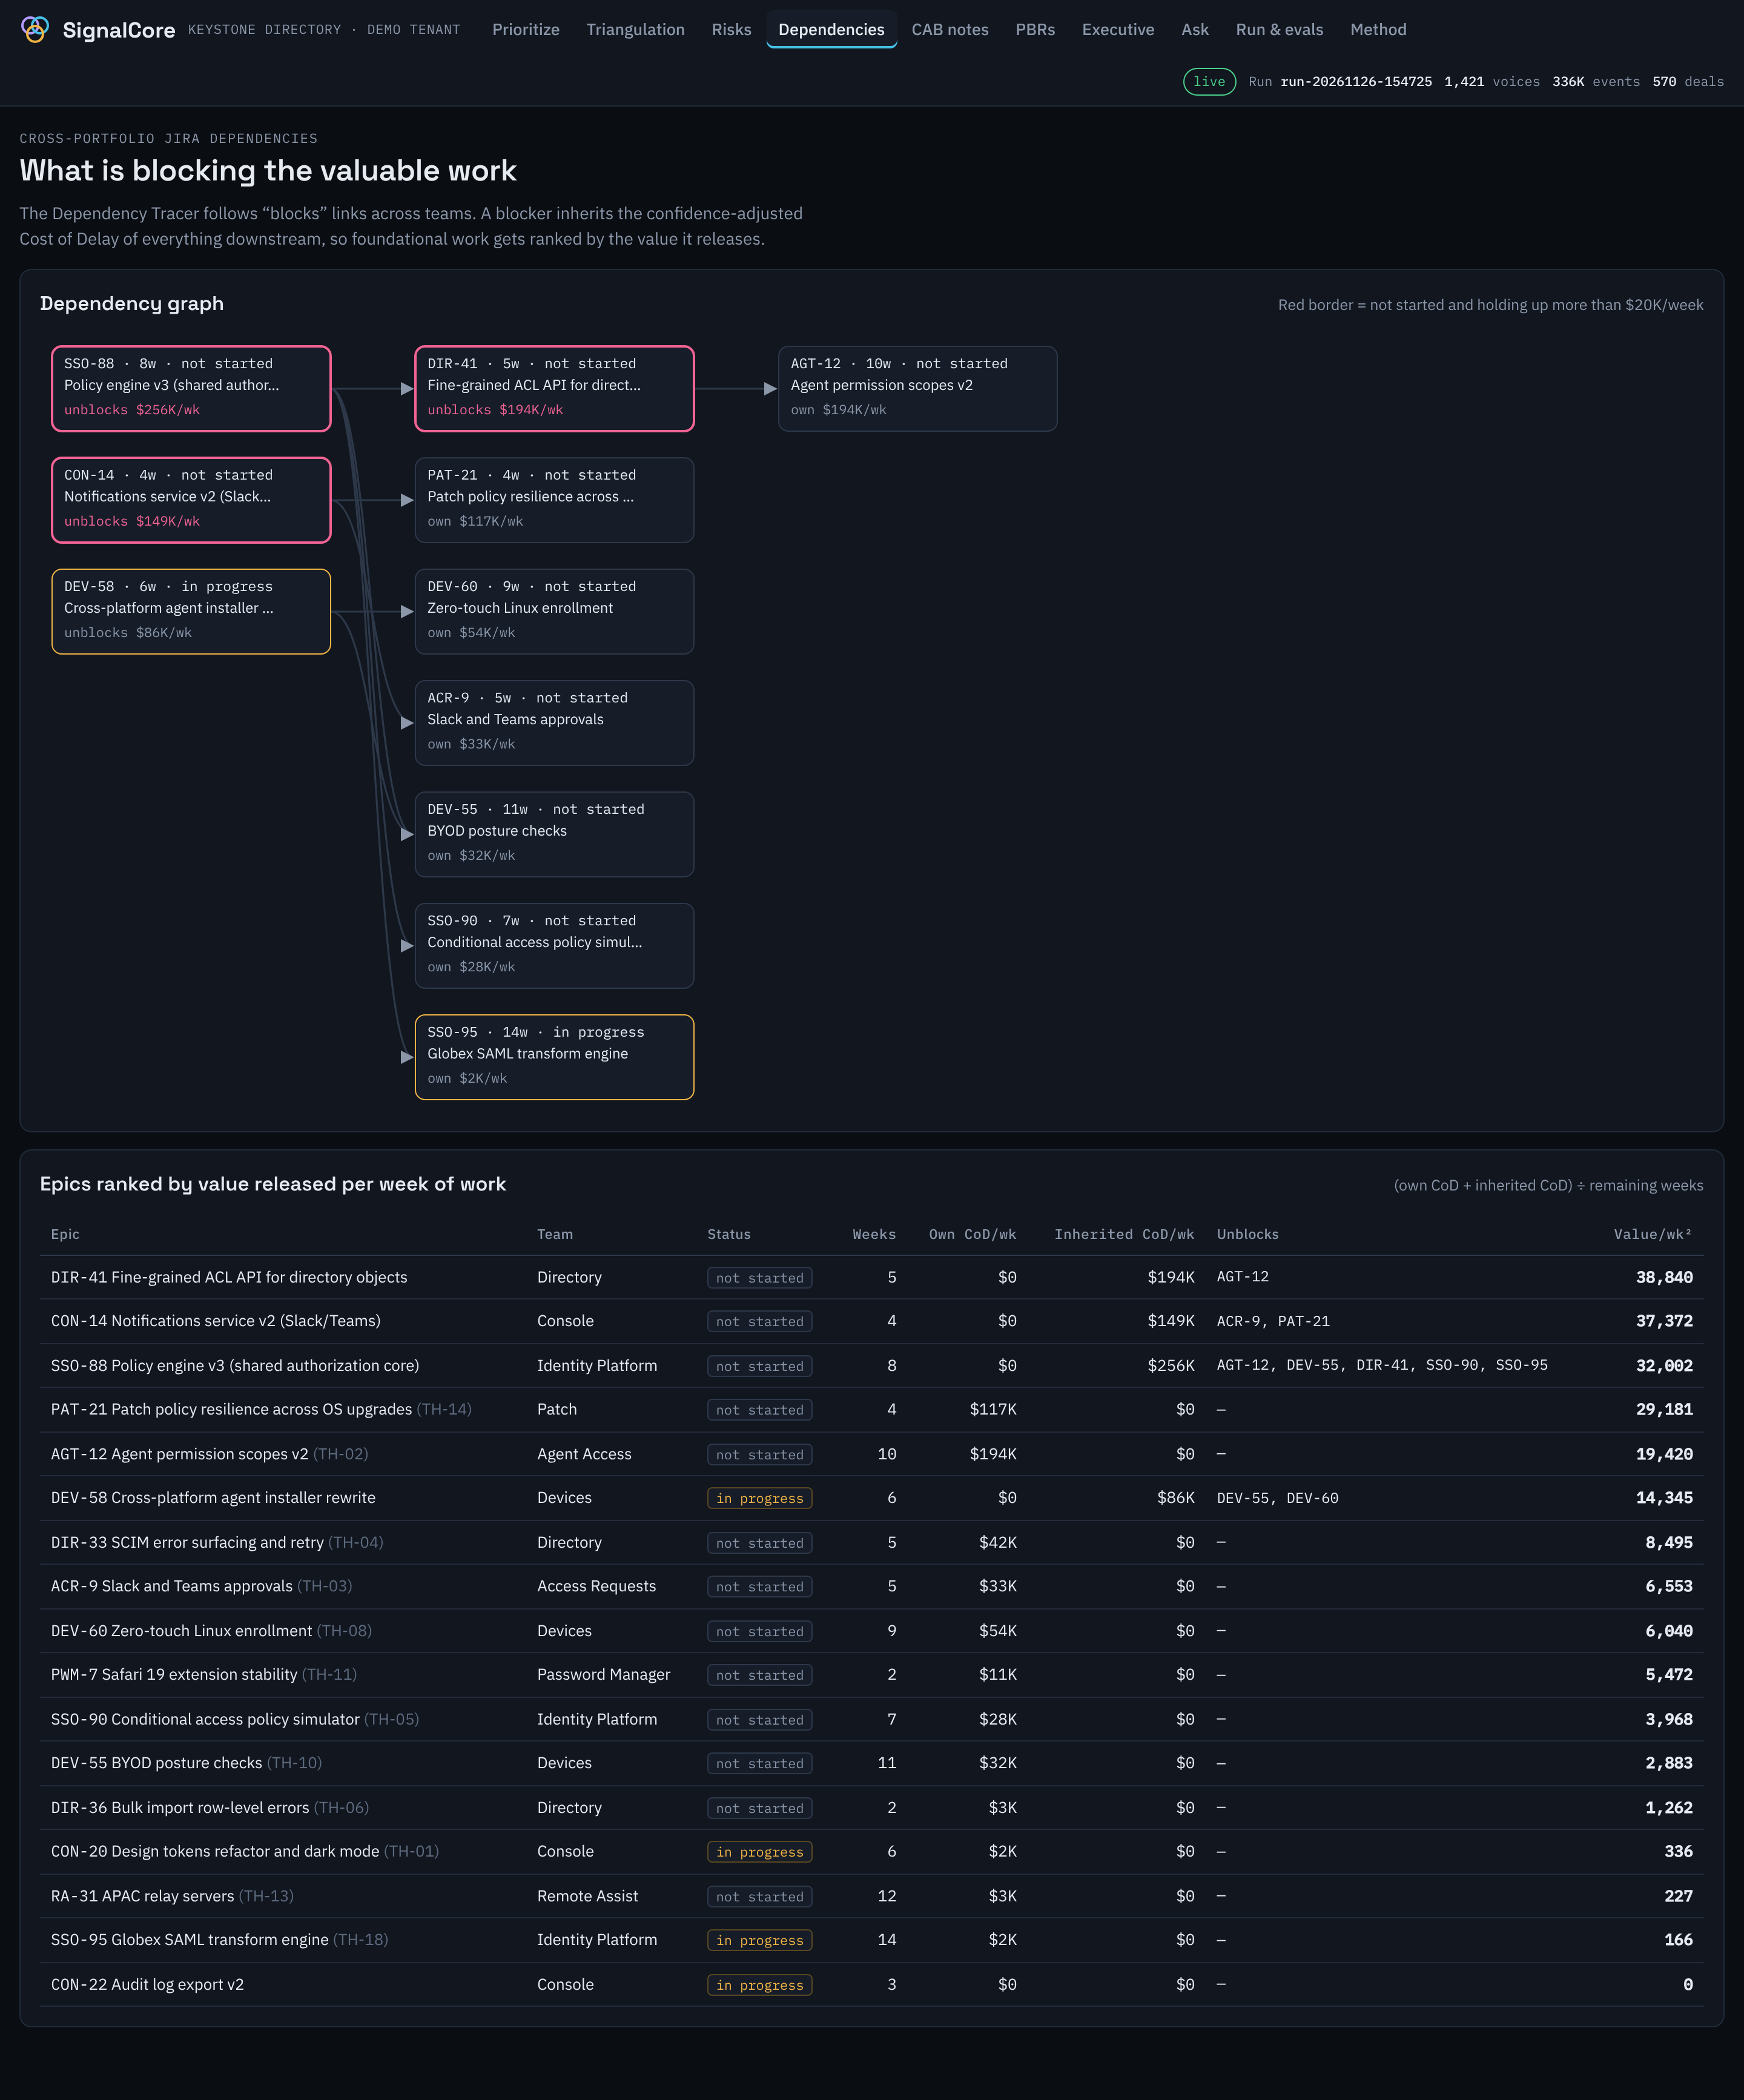 SignalCore KEYSTONE DIRECTORY · DEMO TENANT Prioritize Triangulation Risks Dependencies CAB notes PBRs Executive Ask Run & evals Method
live Run run-20261126-154725 1,421 voices 336K events 570 deals
CROSS-PORTFOLIO JIRA DEPENDENCIES
What is blocking the valuable work
The Dependency Tracer follows “blocks” links across teams. A blocker inherits the confidence-adjusted
Cost of Delay of everything downstream, so foundational work gets ranked by the value it releases.
Dependency graph
Red border = not started and holding up more than $20K/week
SSO-88 · 8w · not started
Policy engine v3 (shared author...
unblocks $256K/wk
DIR-41 · 5w · not started
Fine-grained ACL API for direct...
unblocks $194K/wk
AGT-12 · 10w · not started
Agent permission scopes v2
own $194K/wk
CON-14 · 4w · not started
Notifications service v2 (Slack...
unblocks $149K/wk
PAT-21 · 4w · not started
Patch policy resilience across ...
own $117K/wk
DEV-58 · 6w · in progress
Cross-platform agent installer ...
unblocks $86K/wk
DEV-60 · 9w · not started
Zero-touch Linux enrollment
own $54K/wk
ACR-9 · 5w · not started
Slack and Teams approvals
own $33K/wk
DEV-55 · 11w · not started
BYOD posture checks
own $32K/wk
SSO-90 · 7w · not started
Conditional access policy simul...
own $28K/wk
SSO-95 · 14w · in progress
Globex SAML transform engine
own $2K/wk
Epics ranked by value released per week of work
(own CoD + inherited CoD) ÷ remaining weeks
Epic Team Status Weeks Own CoD/wk Inherited CoD/wk Unblocks Value/wk²
DIR-41 Fine-grained ACL API for directory objects Directory not started 5 $0 $194K AGT-12 38,840
CON-14 Notifications service v2 (Slack/Teams) Console not started 4 $0 $149K ACR-9, PAT-21 37,372
SSO-88 Policy engine v3 (shared authorization core) Identity Platform not started 8 $0 $256K AGT-12, DEV-55, DIR-41, SSO-90, SSO-95 32,002
PAT-21 Patch policy resilience across OS upgrades (TH-14) Patch not started 4 $117K $0 – 29,181
AGT-12 Agent permission scopes v2 (TH-02) Agent Access not started 10 $194K $0 – 19,420
DEV-58 Cross-platform agent installer rewrite Devices in progress 6 $0 $86K DEV-55, DEV-60 14,345
DIR-33 SCIM error surfacing and retry (TH-04) Directory not started 5 $42K $0 – 8,495
ACR-9 Slack and Teams approvals (TH-03) Access Requests not started 5 $33K $0 – 6,553
DEV-60 Zero-touch Linux enrollment (TH-08) Devices not started 9 $54K $0 – 6,040
PWM-7 Safari 19 extension stability (TH-11) Password Manager not started 2 $11K $0 – 5,472
SSO-90 Conditional access policy simulator (TH-05) Identity Platform not started 7 $28K $0 – 3,968
DEV-55 BYOD posture checks (TH-10) Devices not started 11 $32K $0 – 2,883
DIR-36 Bulk import row-level errors (TH-06) Directory not started 2 $3K $0 – 1,262
CON-20 Design tokens refactor and dark mode (TH-01) Console in progress 6 $2K $0 – 336
RA-31 APAC relay servers (TH-13) Remote Assist not started 12 $3K $0 – 227
SSO-95 Globex SAML transform engine (TH-18) Identity Platform in progress 14 $2K $0 – 166
CON-22 Audit log export v2 Console in progress 3 $0 $0 – 0